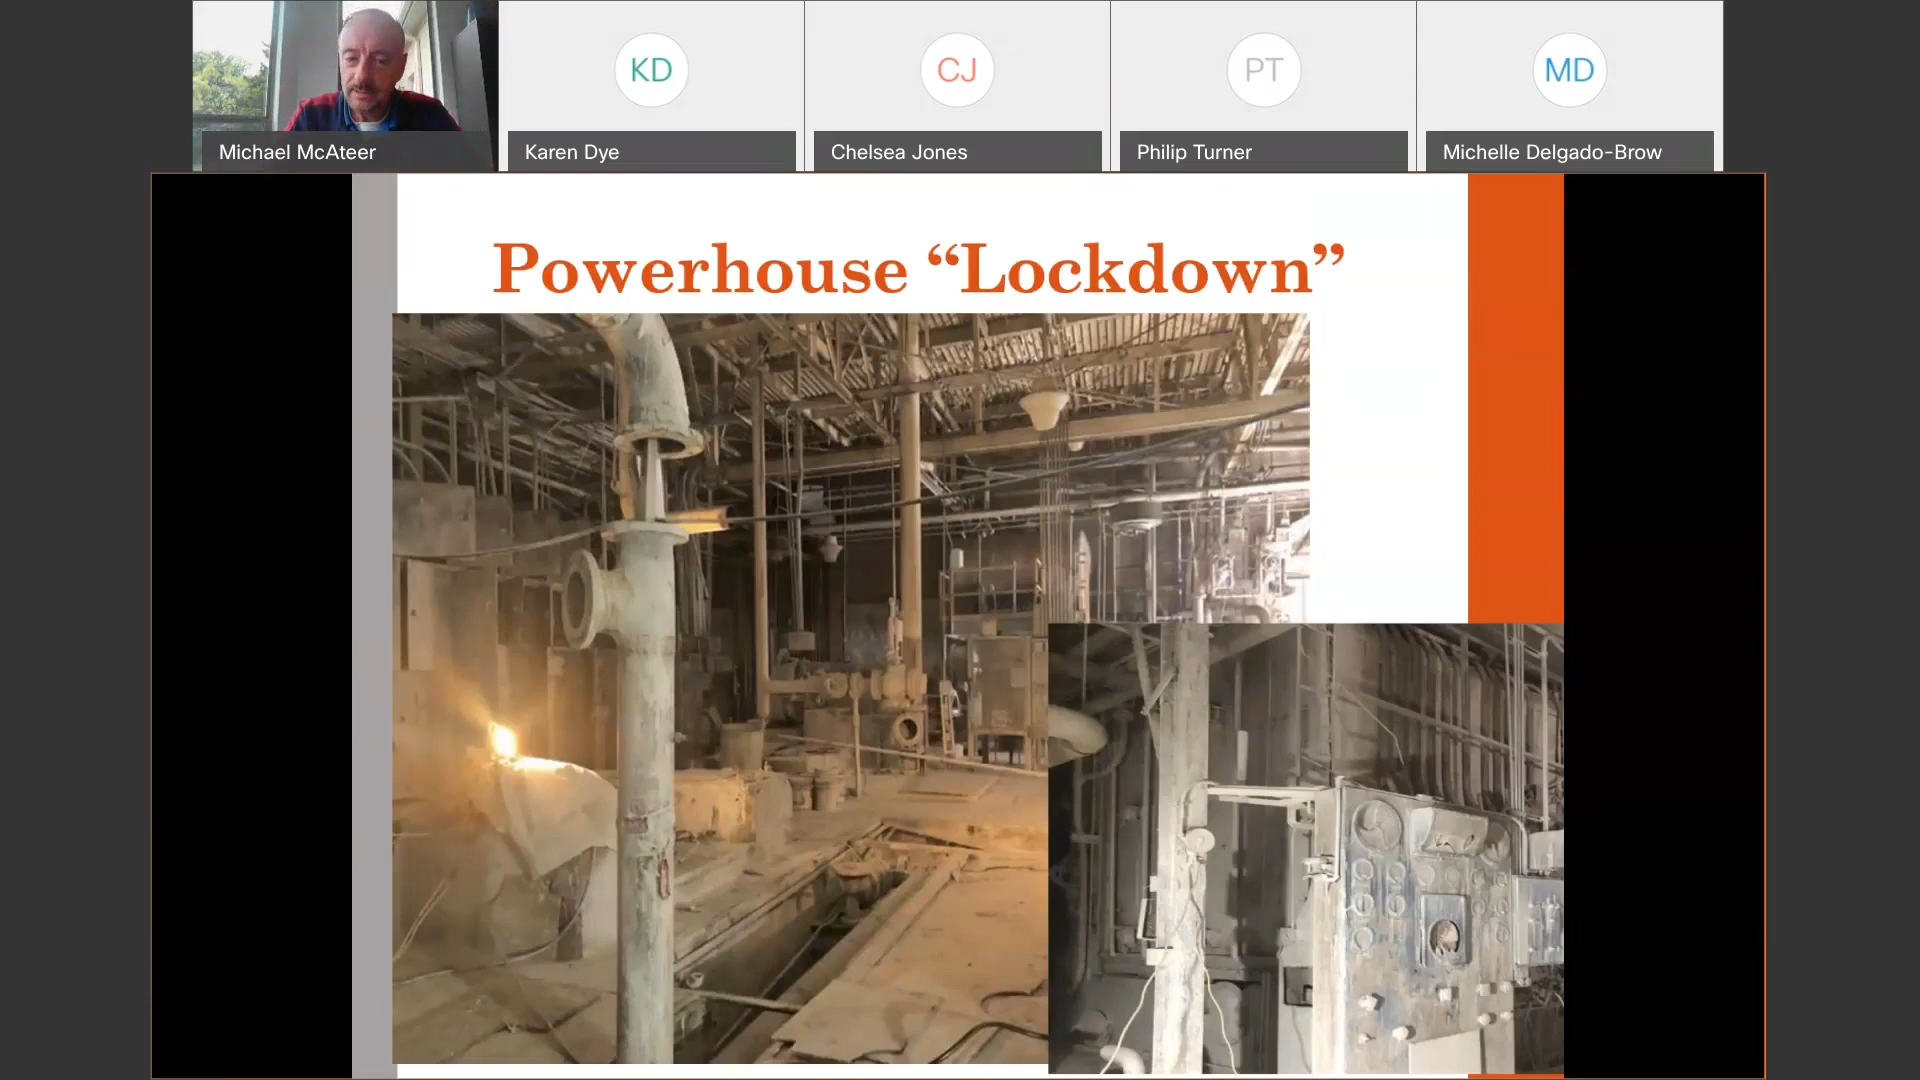 KD
CJ
PT
MD
Michael McAteer
Karen Dye
Chelsea Jones
Philip Turner
Michelle Delgado-Brow
Powerhouse “Lockdown”